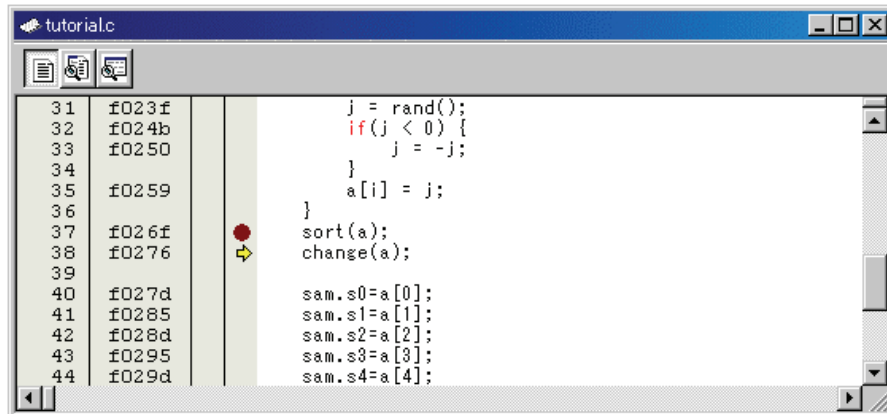 tutorial.c
31 f023f j = rand();
32 f024b if(j < 0) {
33 f0250 j = -j;
34 }
35 f0259 a[i] = j;
36 }
37 f026f sort(a);
38 f0276 change(a);
39
40 f027d sam.s0=a[0];
41 f0285 sam.s1=a[1];
42 f028d sam.s2=a[2];
43 f0295 sam.s3=a[3];
44 f029d sam.s4=a[4];